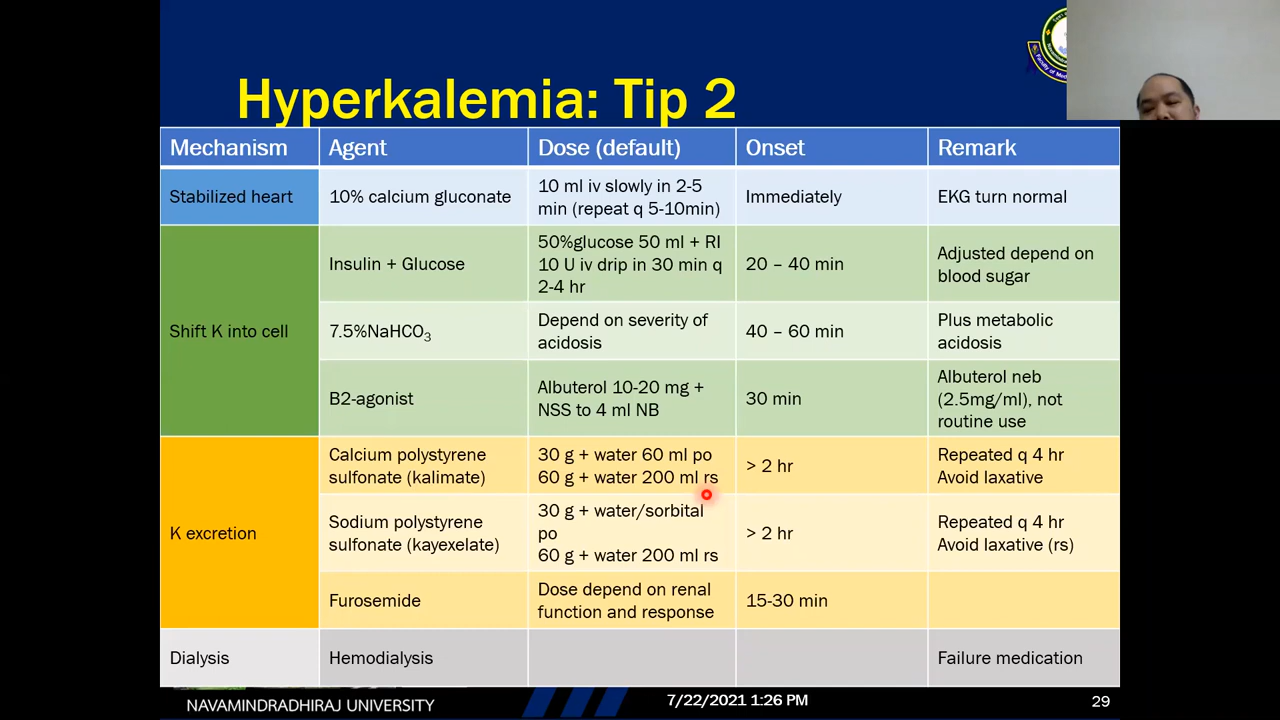 Hyperkalemia: Tip 2
Mechanism
Agent
Dose (default)
Onset
Remark
Stabilized heart
10% calcium gluconate
10 ml iv slowly in 2-5
min (repeat q 5-10min)
Immediately
EKG turn normal
Shift K into cell
Insulin + Glucose
50%glucose 50 ml + RI
10 U iv drip in 30 min q
2-4 hr
20 – 40 min
Adjusted depend on
blood sugar
7.5%NaHCO₃
Depend on severity of
acidosis
40 – 60 min
Plus metabolic
acidosis
B2-agonist
Albuterol 10-20 mg +
NSS to 4 ml NB
30 min
Albuterol neb
(2.5mg/ml), not
routine use
K excretion
Calcium polystyrene
sulfonate (kalimate)
30 g + water 60 ml po
60 g + water 200 ml rs
> 2 hr
Repeated q 4 hr
Avoid laxative
Sodium polystyrene
sulfonate (kayexelate)
30 g + water/sorbital
po
60 g + water 200 ml rs
> 2 hr
Repeated q 4 hr
Avoid laxative (rs)
Furosemide
Dose depend on renal
function and response
15-30 min
Dialysis
Hemodialysis
Failure medication
NAVAMINDRADHIRAJ UNIVERSITY
7/22/2021 1:26 PM
29